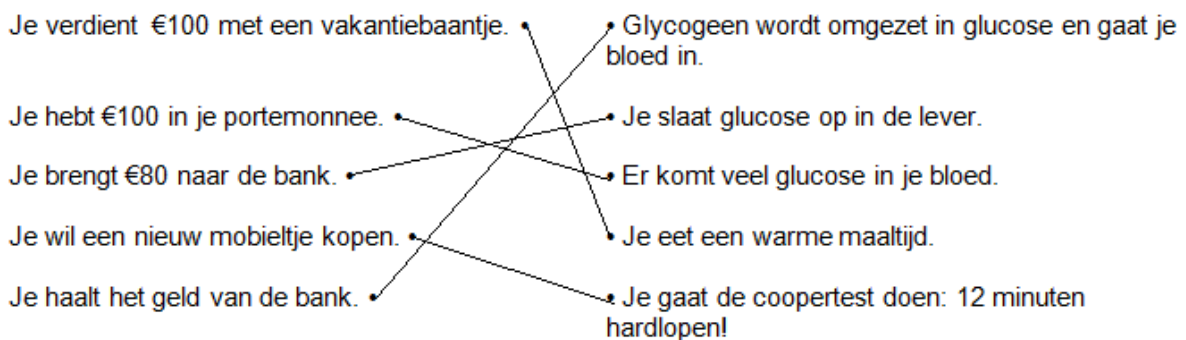 Je verdient €100 met een vakantiebaantje.
• Glycogeen wordt omgezet in glucose en gaat je
bloed in.
Je hebt €100 in je portemonnee.
• Je slaat glucose op in de lever.
Je brengt €80 naar de bank.
• Er komt veel glucose in je bloed.
Je wil een nieuw mobieltje kopen.
• Je eet een warme maaltijd.
Je haalt het geld van de bank.
• Je gaat de coopertest doen: 12 minuten
hardlopen!